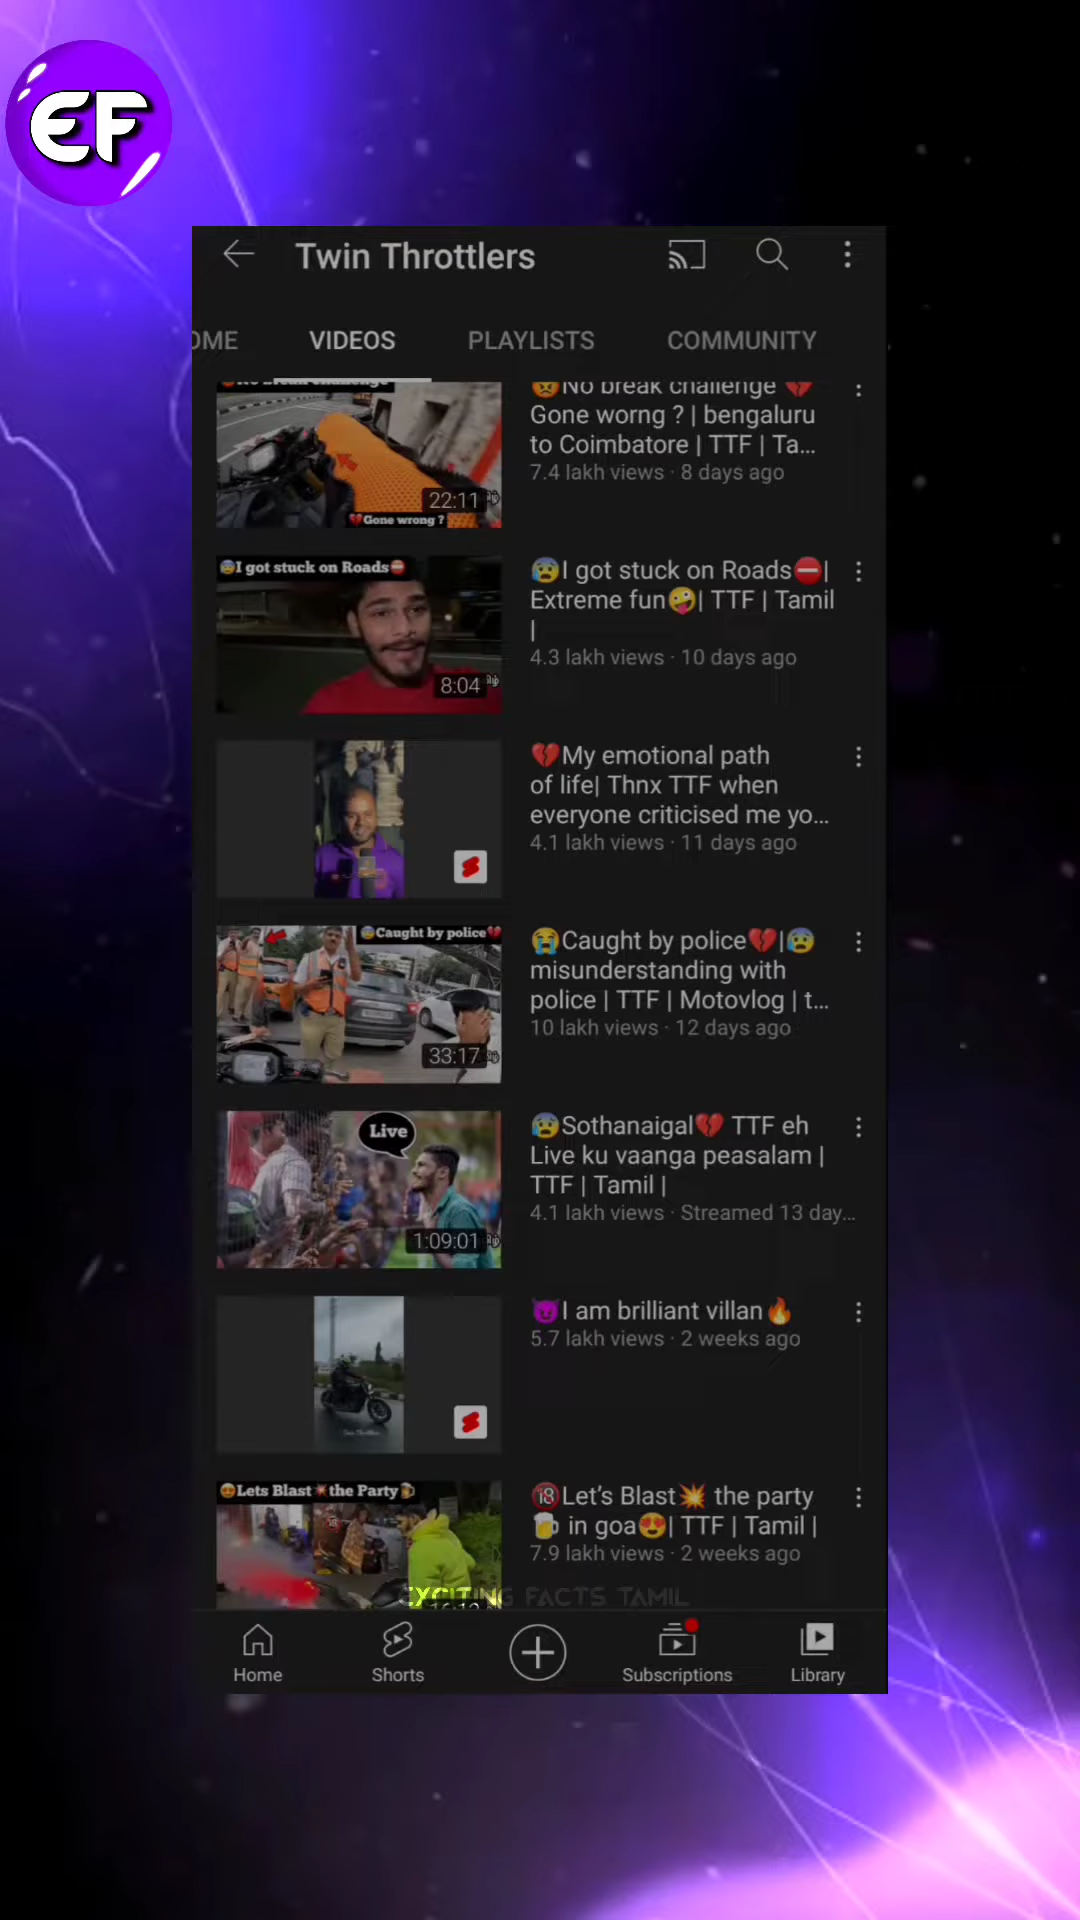 EF
Twin Throttlers
OME VIDEOS PLAYLISTS COMMUNITY
😡No break challenge 💔
Gone worng ? | bengaluru
to Coimbatore | TTF | Ta...
7.4 lakh views · 8 days ago
22:11
💔Gone wrong ?
😰I got stuck on Roads⛔
8:04
😰I got stuck on Roads⛔|
Extreme fun🤪| TTF | Tamil
|
4.3 lakh views · 10 days ago
💔My emotional path
of life| Thnx TTF when
everyone criticised me yo...
4.1 lakh views · 11 days ago
😰Caught by police💔
33:17
😭Caught by police💔|😰
misunderstanding with
police | TTF | Motovlog | t...
10 lakh views · 12 days ago
Live
1:09:01
😰Sothanaigal💔 TTF eh
Live ku vaanga peasalam |
TTF | Tamil |
4.1 lakh views · Streamed 13 day...
😈I am brilliant villan🔥
5.7 lakh views · 2 weeks ago
😍Lets Blast💥the Party🍺
🔞Let's Blast💥 the party
🍺 in goa😍| TTF | Tamil |
7.9 lakh views · 2 weeks ago
EXCITING FACTS TAMIL
Home Shorts Subscriptions Library